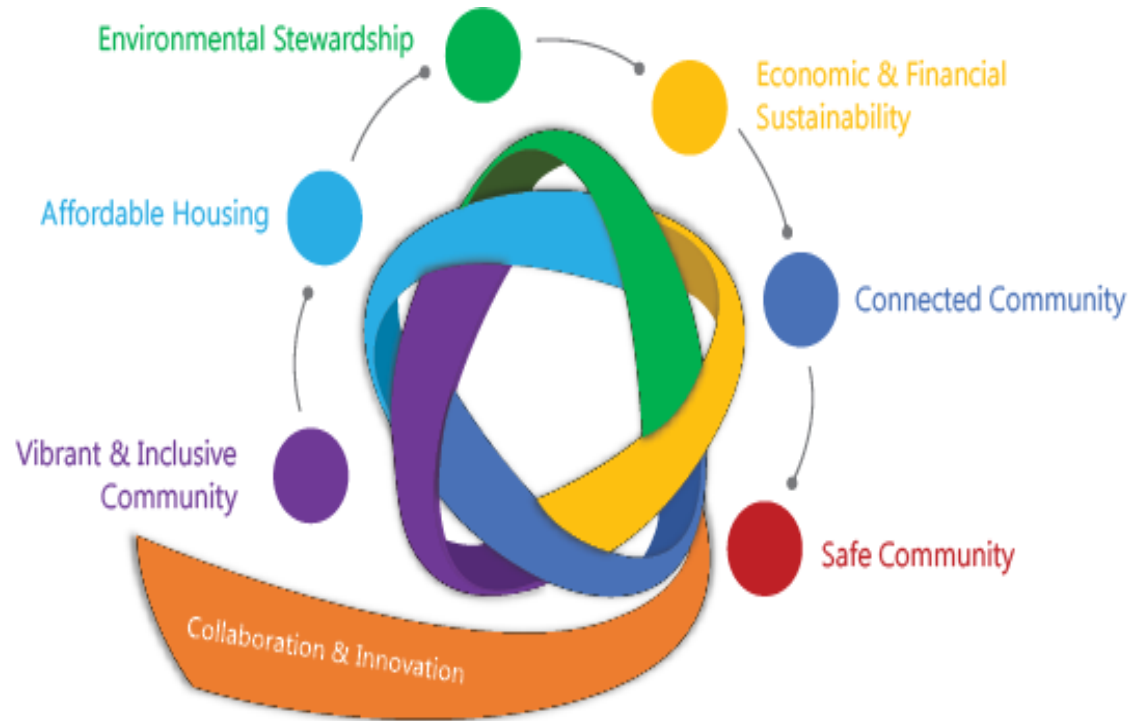 Environmental Stewardship
Economic & Financial
Sustainability
Affordable Housing
Connected Community
Vibrant & Inclusive
Community
Safe Community
Collaboration & Innovation